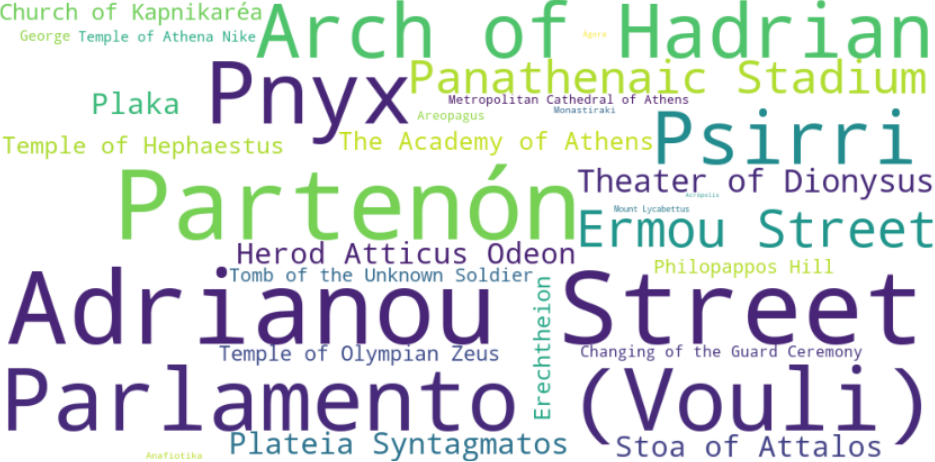 Church of Kapnikaréa
Arch of Hadrian
George
Temple of Athena Nike
Agora
Pnyx
Panathenaic Stadium
Plaka
Metropolitan Cathedral of Athens
Monastiraki
Areopagus
Psirri
Temple of Hephaestus
The Academy of Athens
Partenón
Theater of Dionysus
Acropolis
Mount Lycabettus
Ermou Street
Herod Atticus Odeon
Philopappos Hill
Tomb of the Unknown Soldier
Adrianou Street
Erechtheion
Temple of Olympian Zeus
Changing of the Guard Ceremony
Parlamento (Vouli)
Plateia Syntagmatos
Stoa of Attalos
Anafiotika